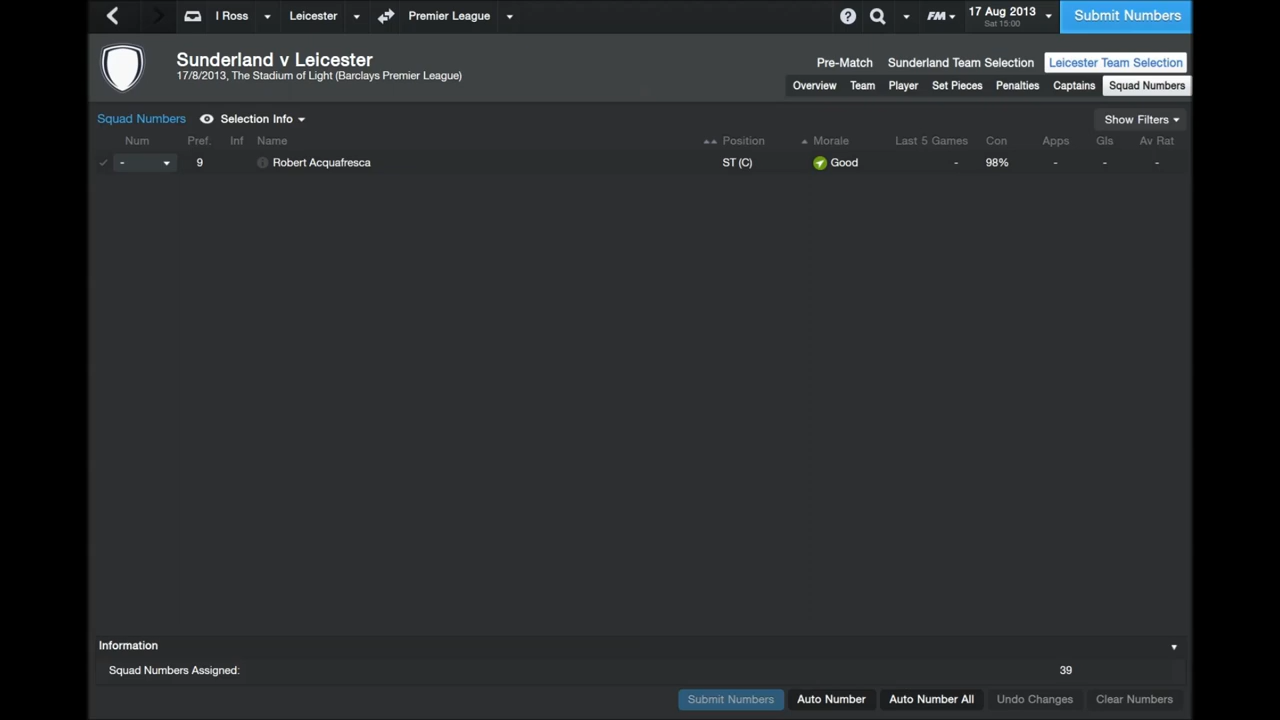 I Ross Leicester Premier League FM 17 Aug 2013 Submit Numbers
Sat 15:00
Sunderland v Leicester
17/8/2013, The Stadium of Light (Barclays Premier League)
Pre-Match Sunderland Team Selection Leicester Team Selection
Overview Team Player Set Pieces Penalties Captains Squad Numbers
Squad Numbers Selection Info Show Filters
Num Pref. Inf Name Position Morale Last 5 Games Con Apps Gls Av Rat
- 9 Robert Acquafresca ST (C) Good - 98% - - -
Information
Squad Numbers Assigned: 39
Submit Numbers Auto Number Auto Number All Undo Changes Clear Numbers